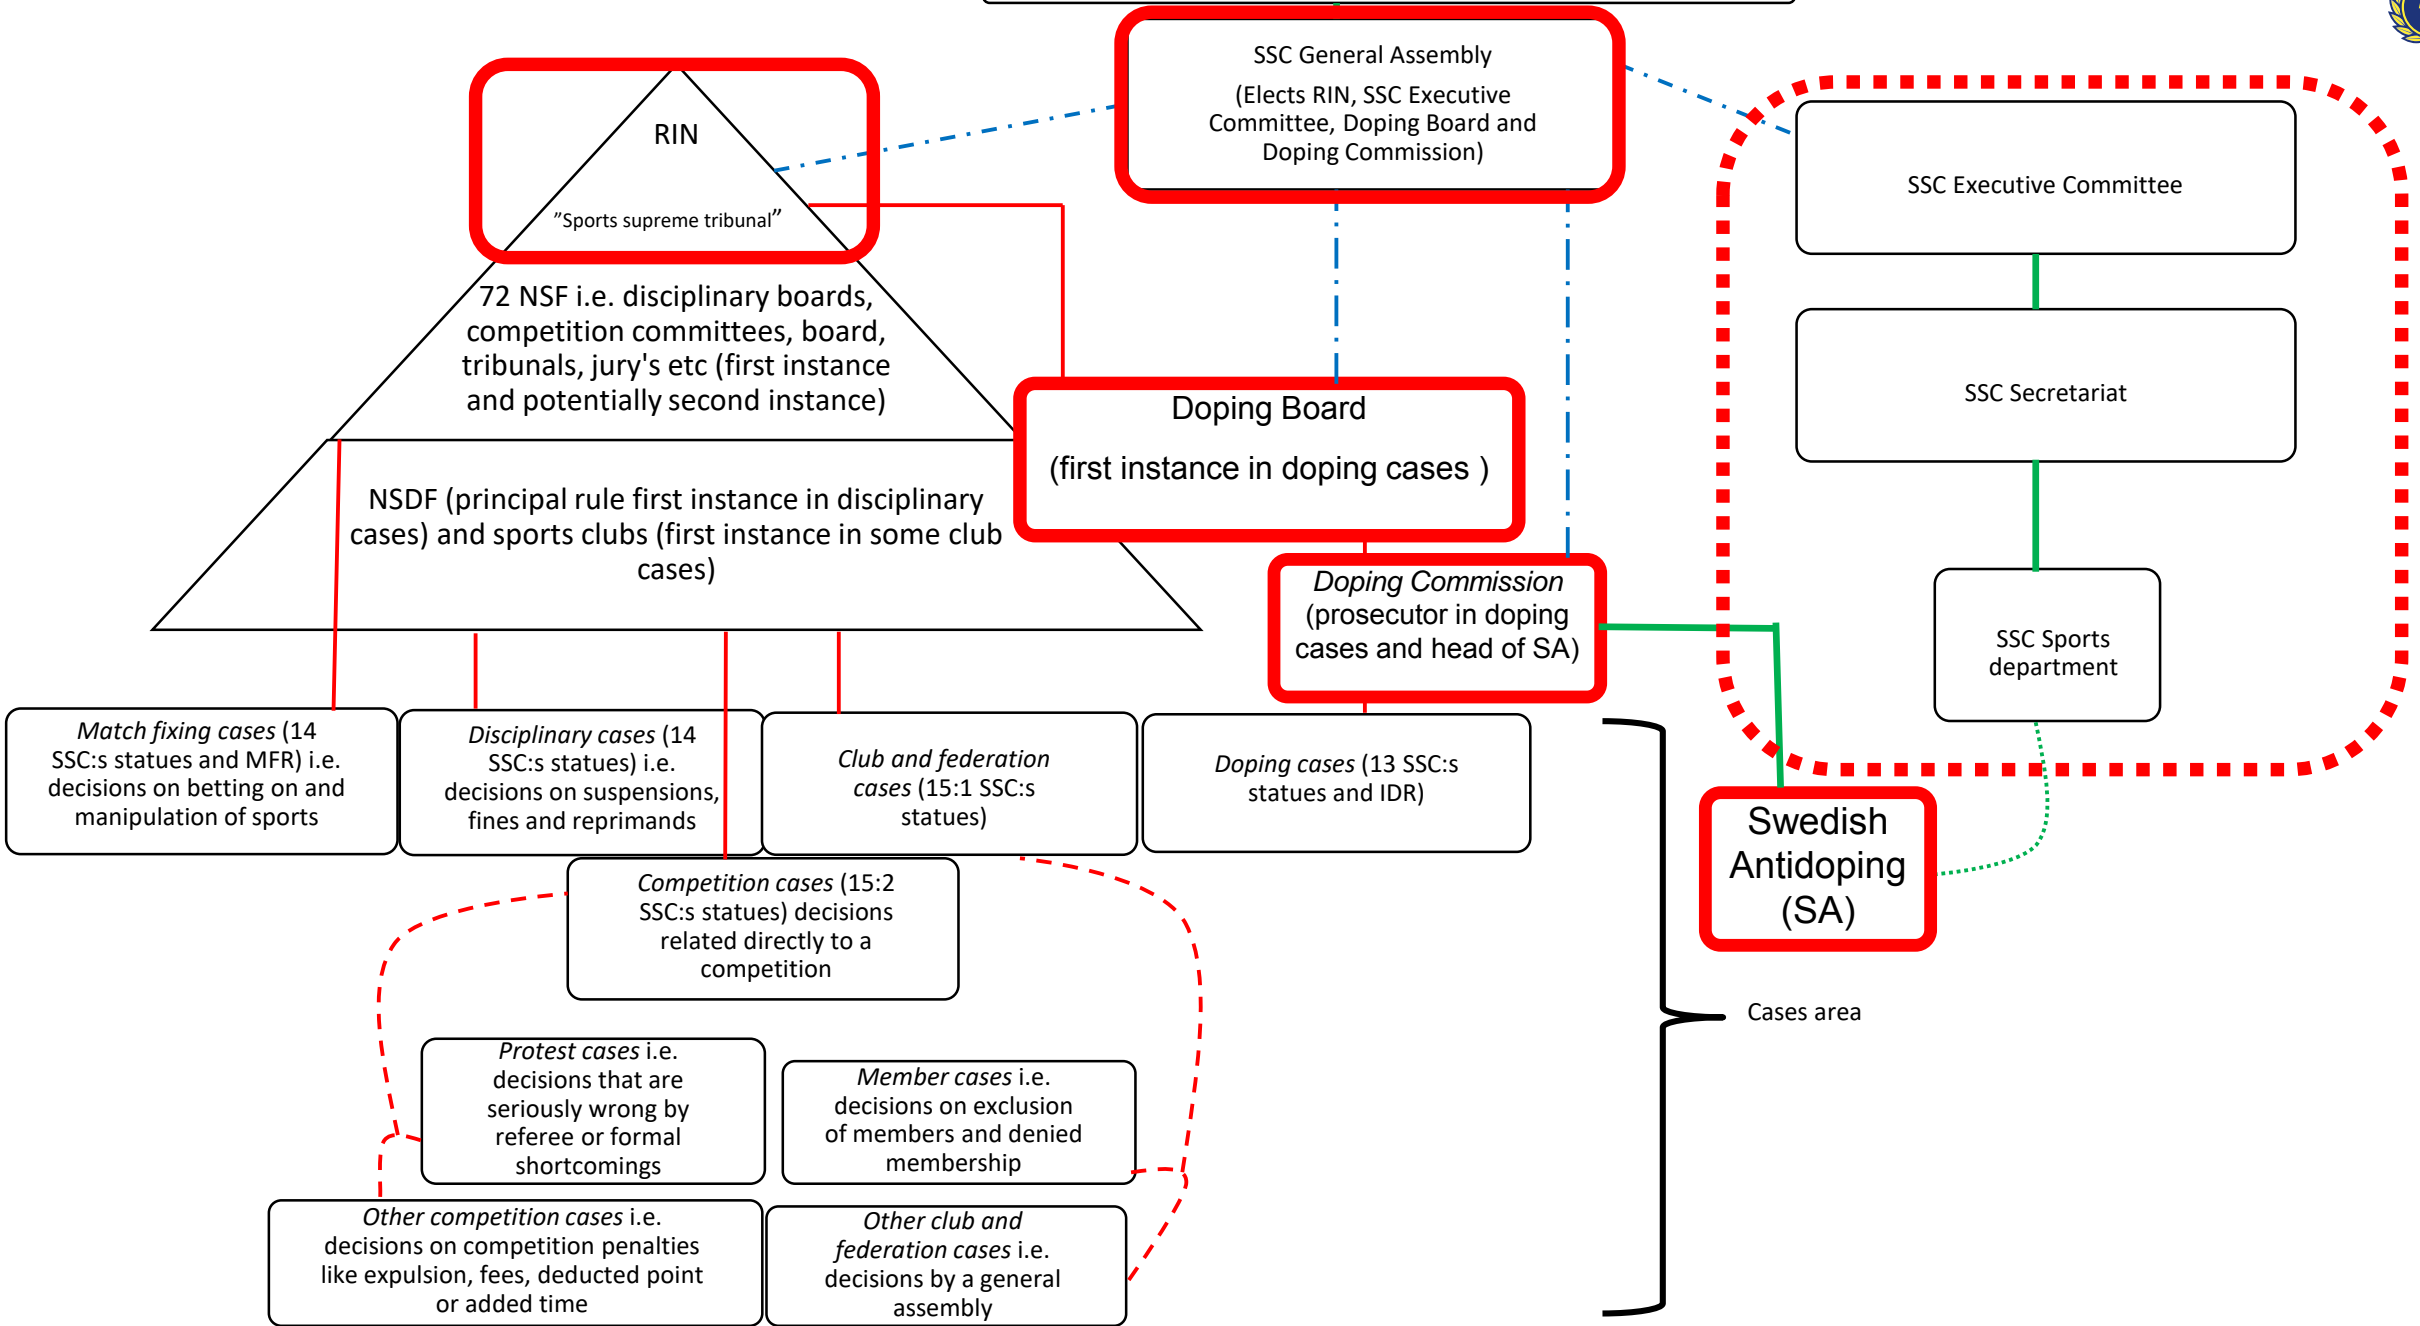 SSC General Assembly
(Elects RIN, SSC Executive
Committee, Doping Board and
Doping Commission)
RIN
”Sports supreme tribunal”
SSC Executive Committee
72 NSF i.e. disciplinary boards,
competition committees, board,
tribunals, jury's etc (first instance
and potentially second instance)
SSC Secretariat
Doping Board
(first instance in doping cases )
NSDF (principal rule first instance in disciplinary
cases) and sports clubs (first instance in some club
cases)
Doping Commission
(prosecutor in doping
cases and head of SA)
SSC Sports
department
Match fixing cases (14
SSC:s statues and MFR) i.e.
decisions on betting on and
manipulation of sports
Disciplinary cases (14
SSC:s statues) i.e.
decisions on suspensions,
fines and reprimands
Club and federation
cases (15:1 SSC:s
statues)
Doping cases (13 SSC:s
statues and IDR)
Swedish
Antidoping
(SA)
Competition cases (15:2
SSC:s statues) decisions
related directly to a
competition
Cases area
Protest cases i.e.
decisions that are
seriously wrong by
referee or formal
shortcomings
Member cases i.e.
decisions on exclusion
of members and denied
membership
Other competition cases i.e.
decisions on competition penalties
like expulsion, fees, deducted point
or added time
Other club and
federation cases i.e.
decisions by a general
assembly